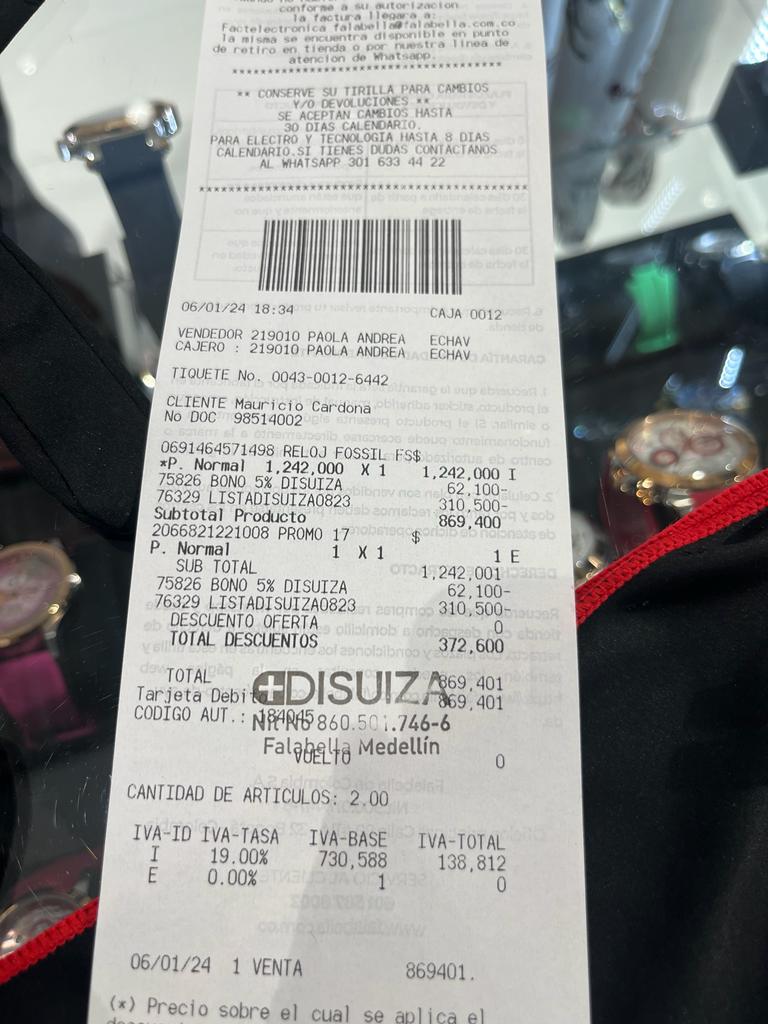 conforme a su autorizacion
la factura llegara a:
Factelectronica falabella@falabella.com.co
la misma se encuentra disponible en punto
de retiro en tienda o por nuestra linea de
atencion de Whatsapp.
****************************************
** CONSERVE SU TIRILLA PARA CAMBIOS
Y/O DEVOLUCIONES **
SE ACEPTAN CAMBIOS HASTA
30 DIAS CALENDARIO.
PARA ELECTRO Y TECNOLOGIA HASTA 8 DIAS
CALENDARIO.SI TIENES DUDAS CONTACTANOS
AL WHATSAPP 301 633 44 22
****************************************
06/01/24 18:34 CAJA 0012
VENDEDOR 219010 PAOLA ANDREA ECHAV
CAJERO : 219010 PAOLA ANDREA ECHAV
TIQUETE No. 0043-0012-6442
CLIENTE Mauricio Cardona
No DOC 98514002
0691464571498 RELOJ FOSSIL FS$
*P. Normal 1,242,000 X 1 1,242,000 I
75826 BONO 5% DISUIZA 62,100-
76329 LISTADISUIZA0823 310,500-
Subtotal Producto 869,400
2066821221008 PROMO 17 $
P. Normal 1 X 1 1 E
SUB TOTAL 1,242,001
75826 BONO 5% DISUIZA 62,100-
76329 LISTADISUIZA0823 310,500-
DESCUENTO OFERTA 0
TOTAL DESCUENTOS 372,600
TOTAL 869,401
DISUIZA
Tarjeta Debito 869,401
CODIGO AUT.: 184045
Nit No 860.501.746-6
Falabella Medellín
VUELTO 0
CANTIDAD DE ARTICULOS: 2.00
IVA-ID IVA-TASA IVA-BASE IVA-TOTAL
I 19.00% 730,588 138,812
E 0.00% 1 0
06/01/24 1 VENTA 869401.
(*) Precio sobre el cual se aplica el